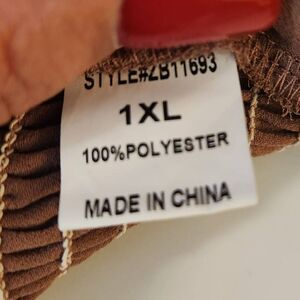 STYLE#ZB11693
1XL
100%POLYESTER
MADE IN CHINA